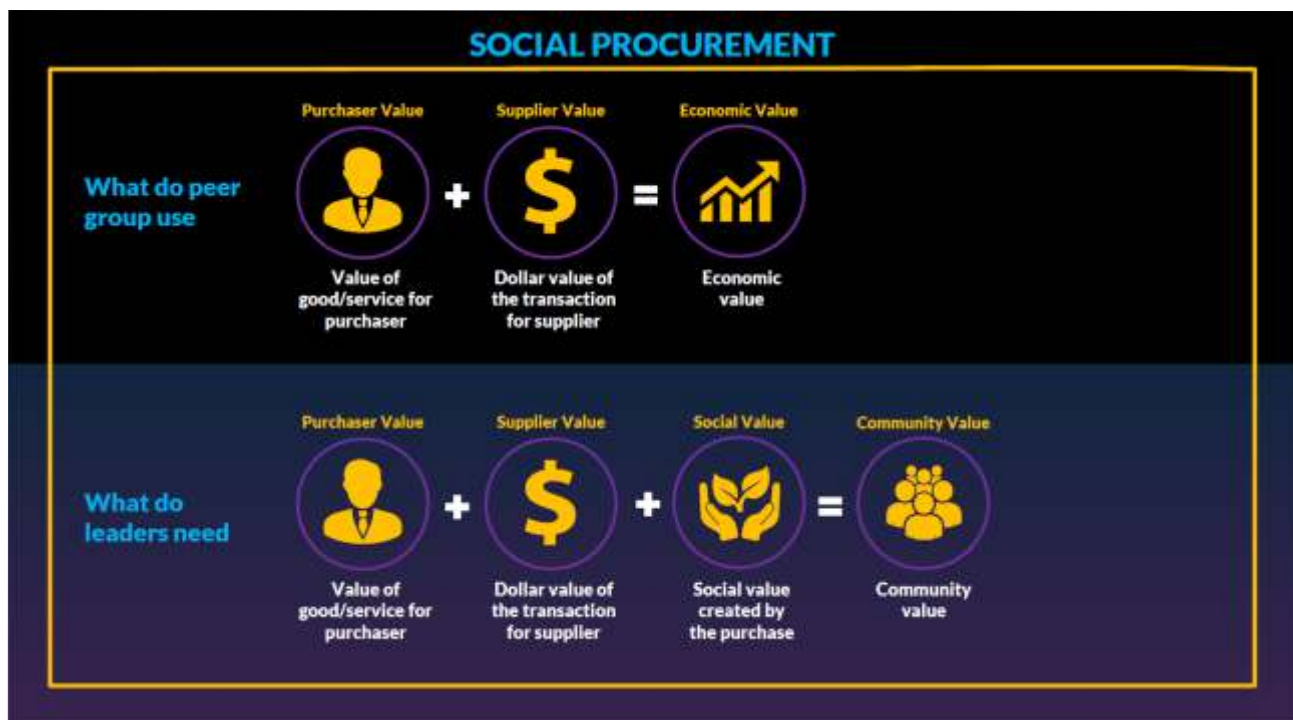 SOCIAL PROCUREMENT
Purchaser Value
Supplier Value
Economic Value
What do peer
group use
+
$
=
Value of
good/service for
purchaser
Dollar value of
the transaction
for supplier
Economic
value
Purchaser Value
Supplier Value
Social Value
Community Value
What do
leaders need
+
$
+
=
Value of
good/service for
purchaser
Dollar value of
the transaction
for supplier
Social value
created by
the purchase
Community
value